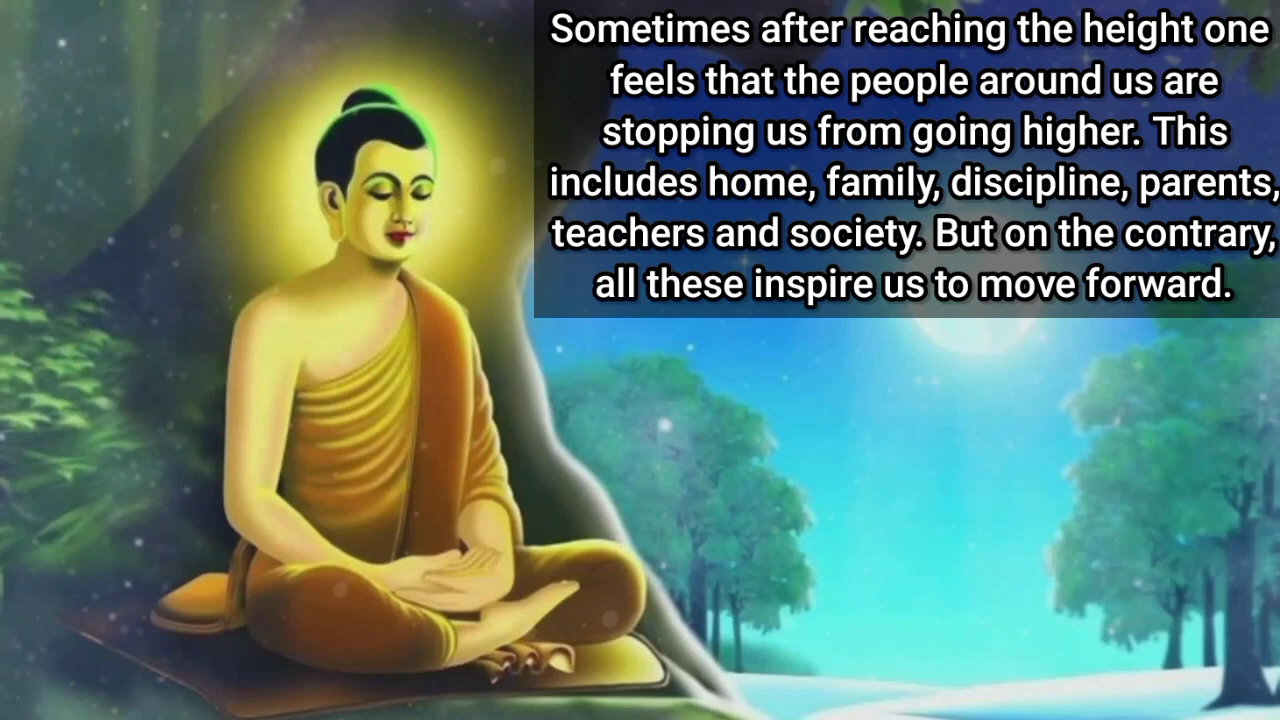 Sometimes after reaching the height one
feels that the people around us are
stopping us from going higher. This
includes home, family, discipline, parents,
teachers and society. But on the contrary,
all these inspire us to move forward.